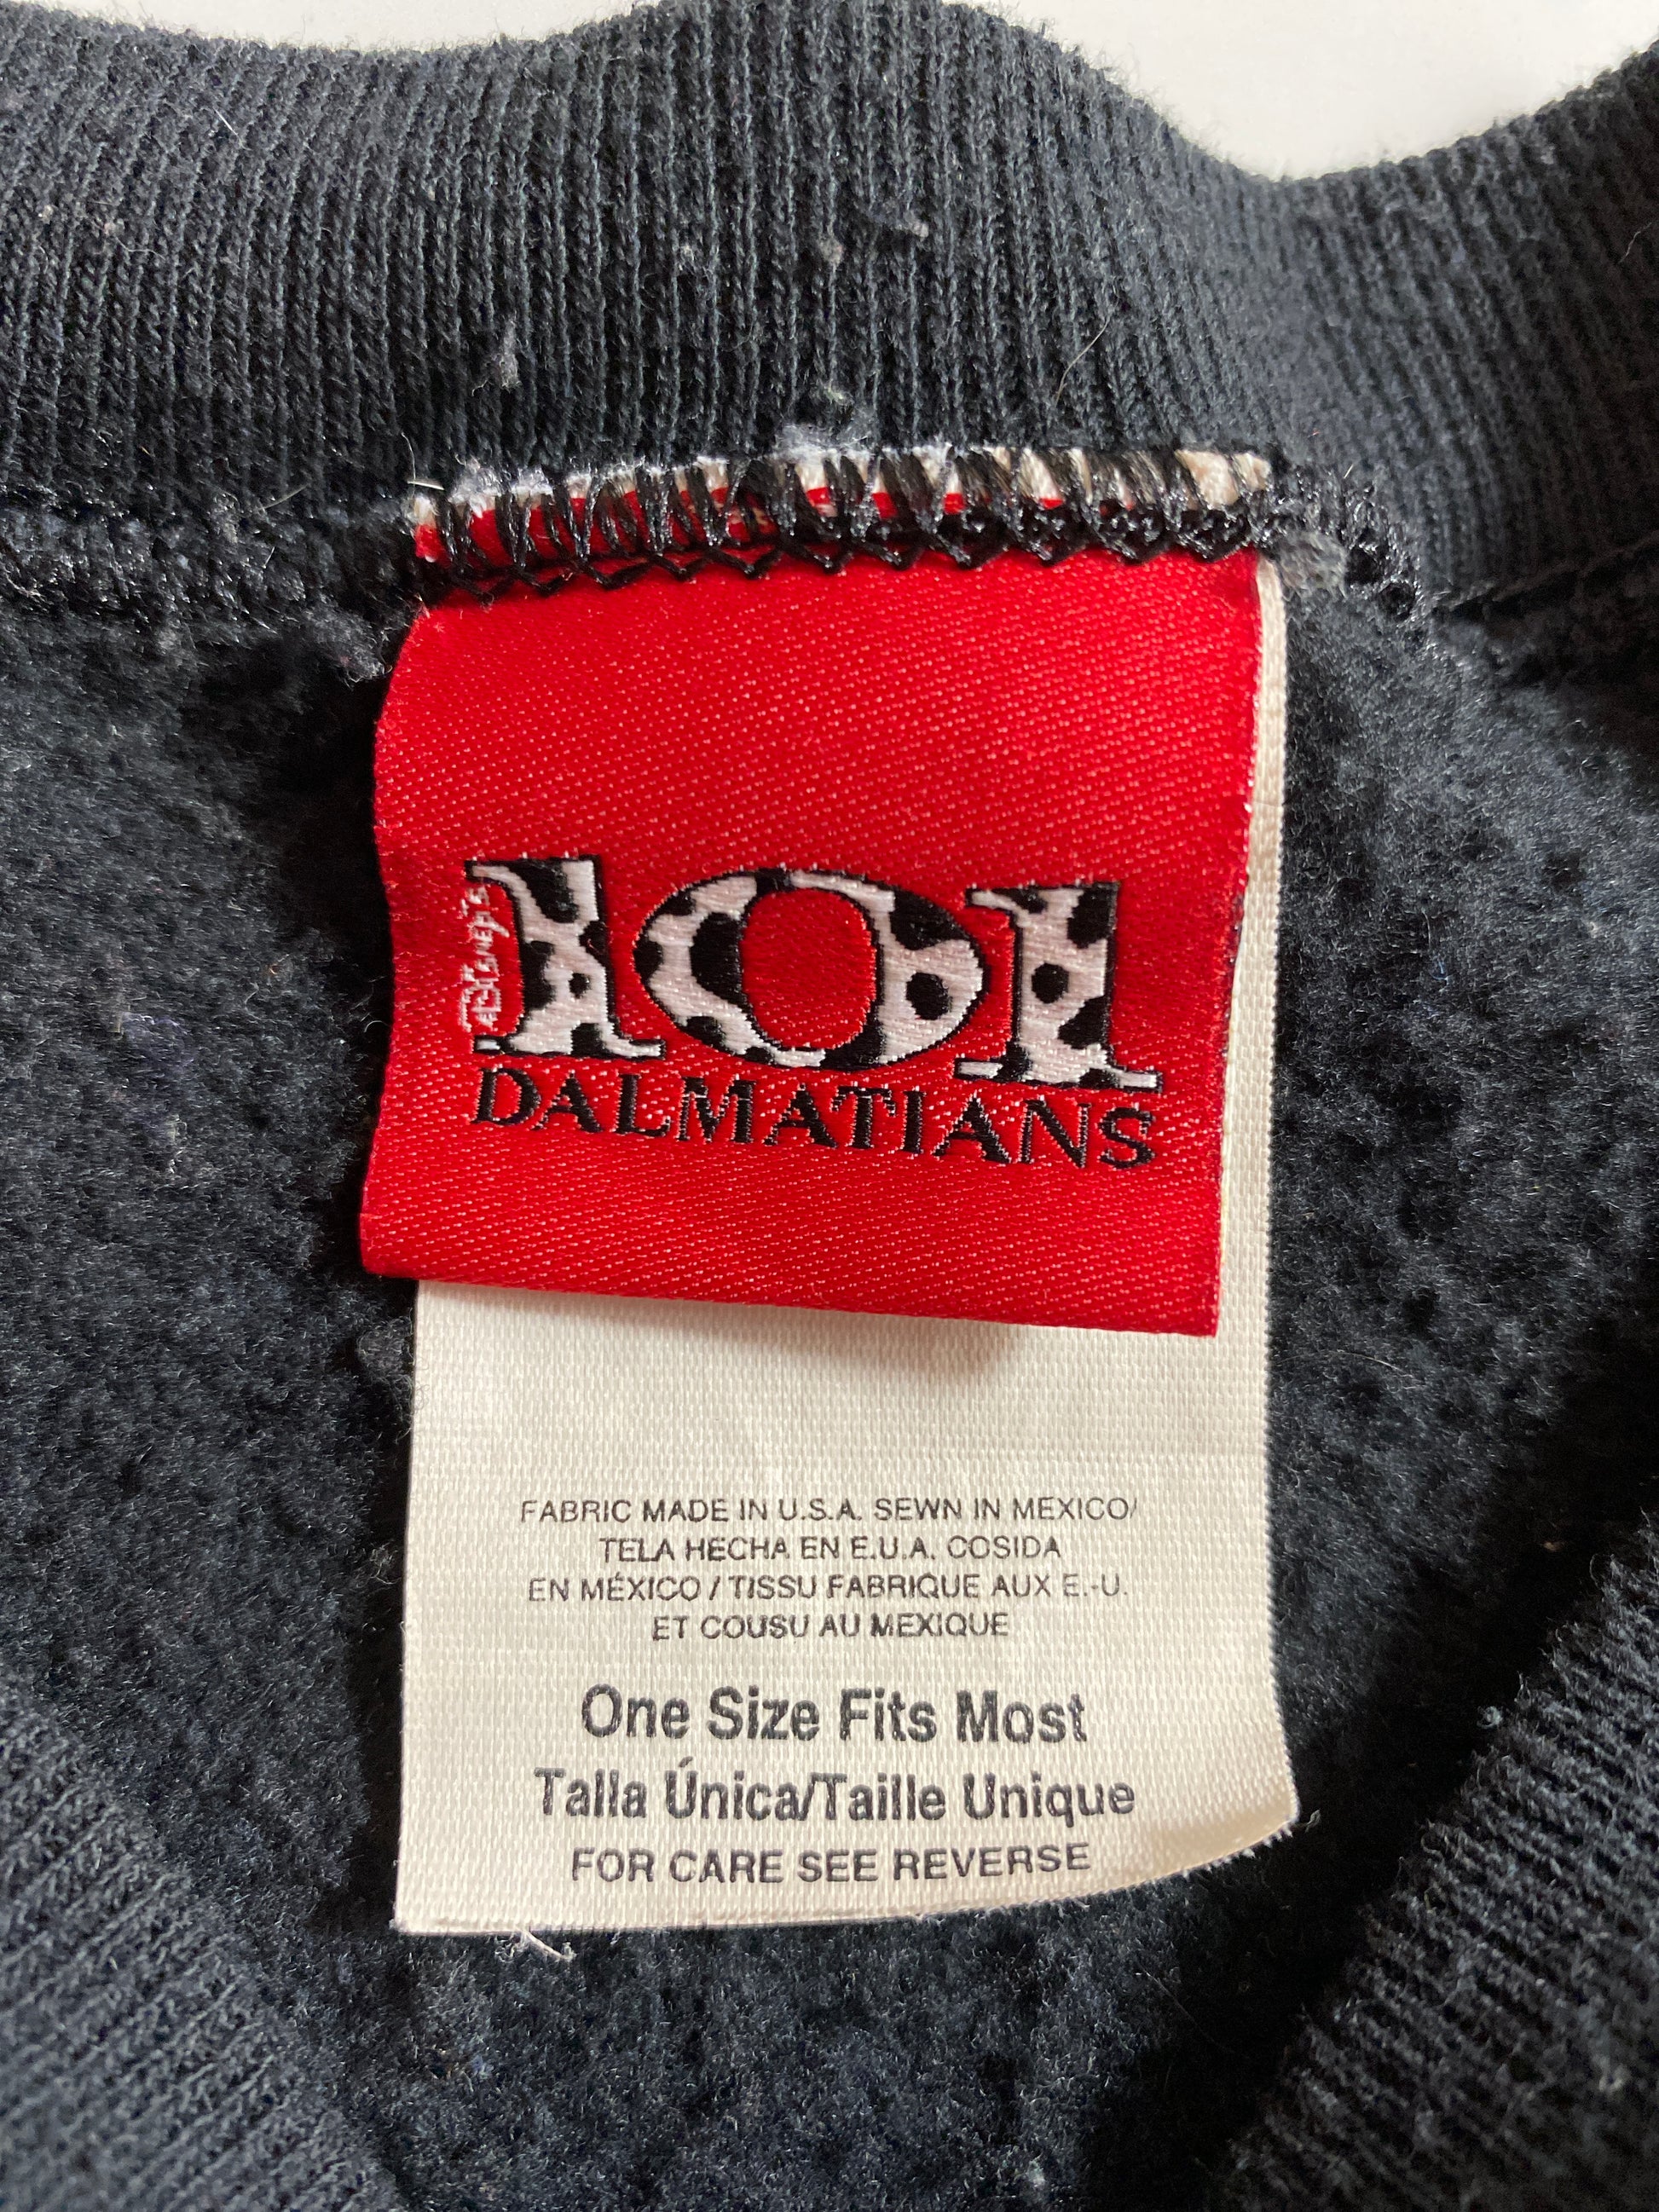 Disney's
101
DALMATIANS
FABRIC MADE IN U.S.A. SEWN IN MEXICO/
TELA HECHA EN E.U.A. COSIDA
EN MÉXICO / TISSU FABRIQUE AUX E.-U.
ET COUSU AU MEXIQUE
One Size Fits Most
Talla Única/Taille Unique
FOR CARE SEE REVERSE